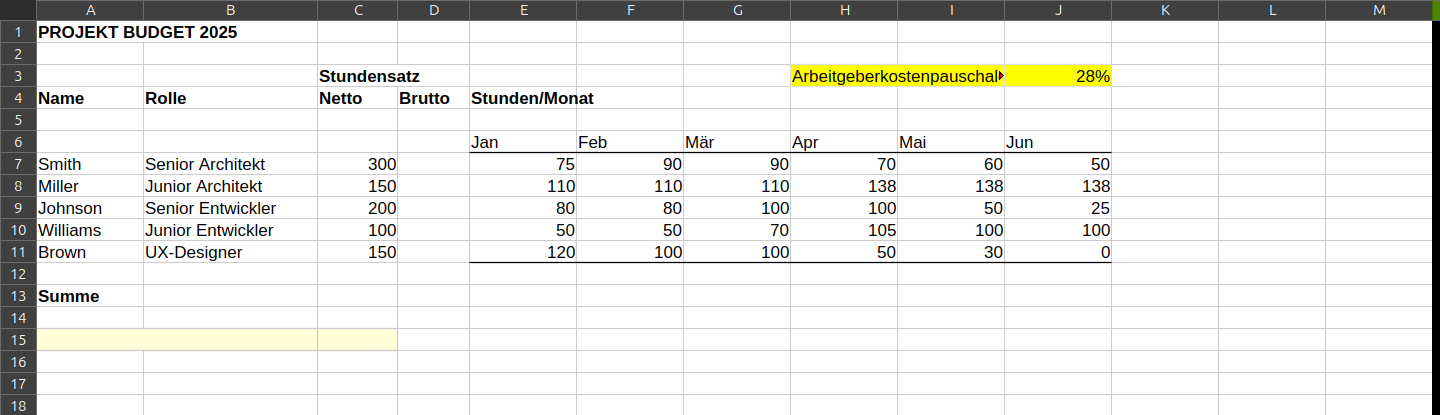 A B C D E F G H I J K L M
1 PROJEKT BUDGET 2025
2
3 Stundensatz Arbeitgeberkostenpauschal 28%
4 Name Rolle Netto Brutto Stunden/Monat
5
6 Jan Feb Mär Apr Mai Jun
7 Smith Senior Architekt 300 75 90 90 70 60 50
8 Miller Junior Architekt 150 110 110 110 138 138 138
9 Johnson Senior Entwickler 200 80 80 100 100 50 25
10 Williams Junior Entwickler 100 50 50 70 105 100 100
11 Brown UX-Designer 150 120 100 100 50 30 0
12
13 Summe
14
15
16
17
18